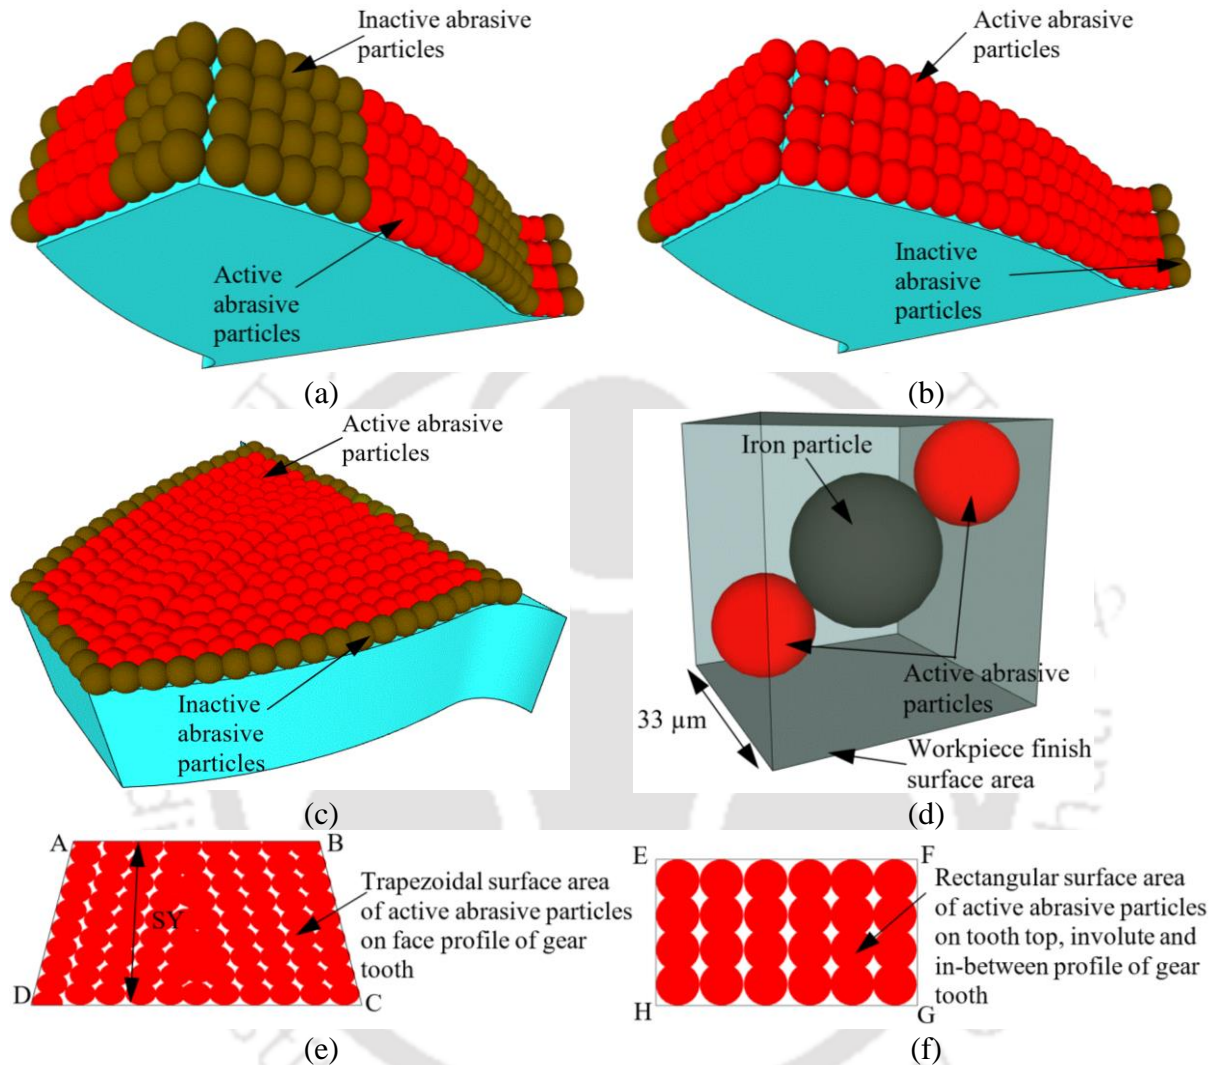 Inactive abrasive
particles
Active
abrasive
particles
(a)
Active abrasive
particles
Inactive
abrasive
particles
(b)
Active abrasive
particles
Inactive
abrasive
particles
(c)
Iron particle
33 µm
Active abrasive
particles
Workpiece finish
surface area
(d)
A
B
SY
D
C
Trapezoidal surface area
of active abrasive particles
on face profile of gear
tooth
(e)
E
F
H
G
Rectangular surface area
of active abrasive particles
on tooth top, involute and
in-between profile of gear
tooth
(f)